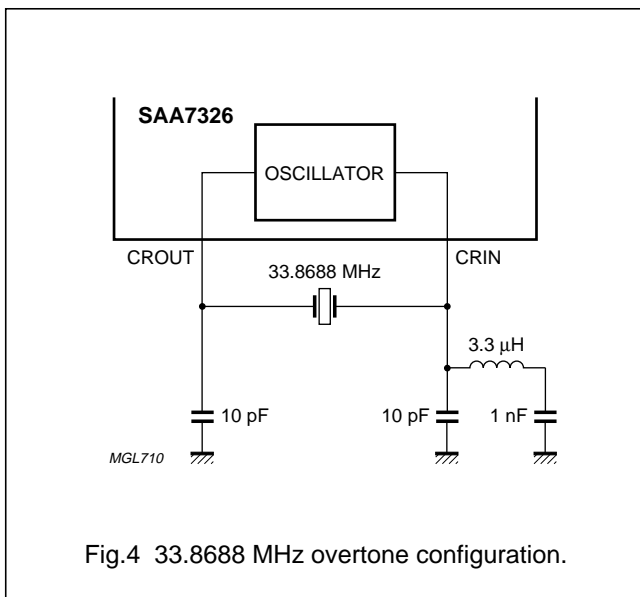 SAA7326
OSCILLATOR
CROUT
CRIN
33.8688 MHz
3.3 μH
10 pF
10 pF
1 nF
MGL710
Fig.4 33.8688 MHz overtone configuration.